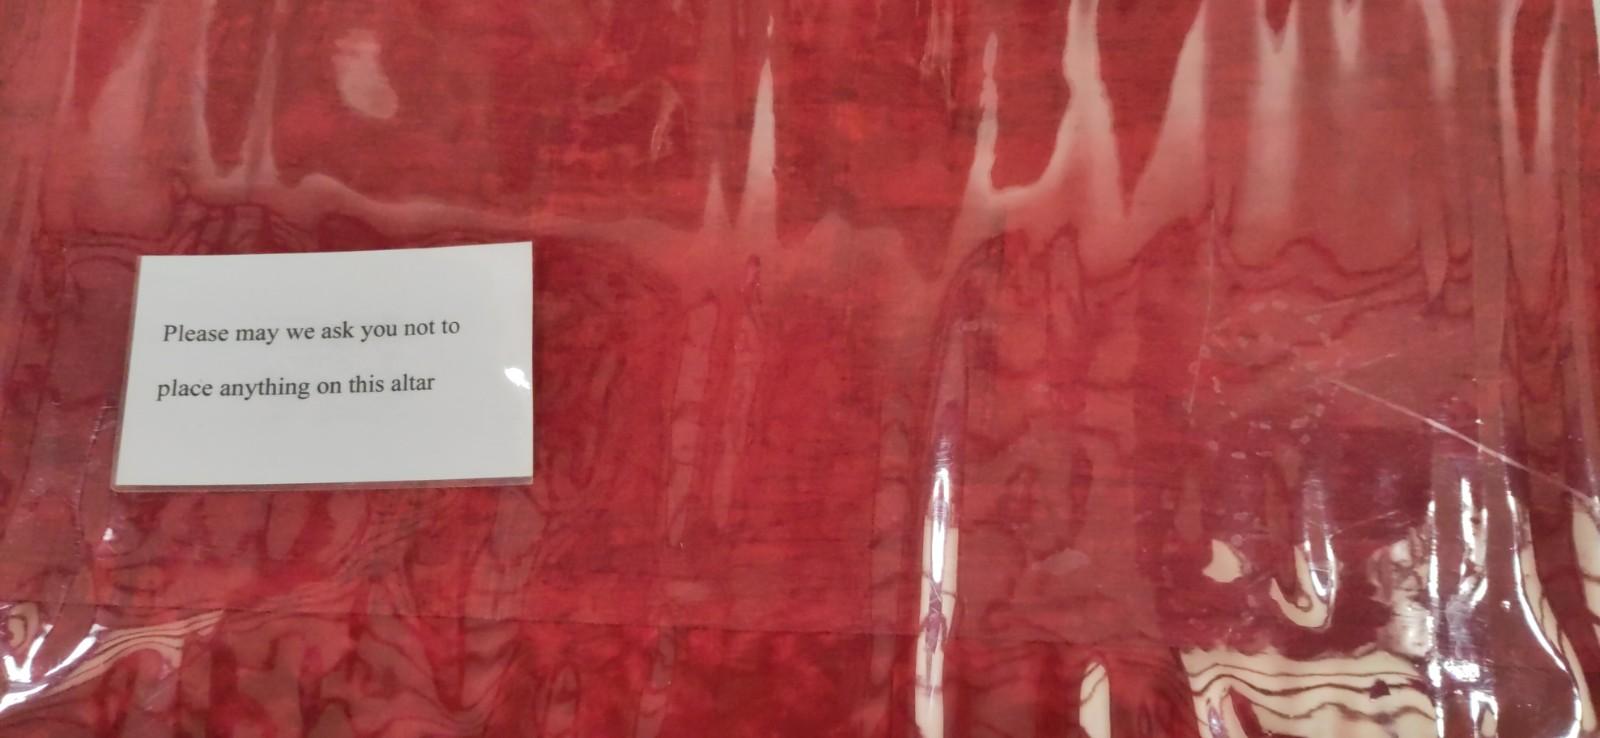 Please may we ask you not to
place anything on this altar